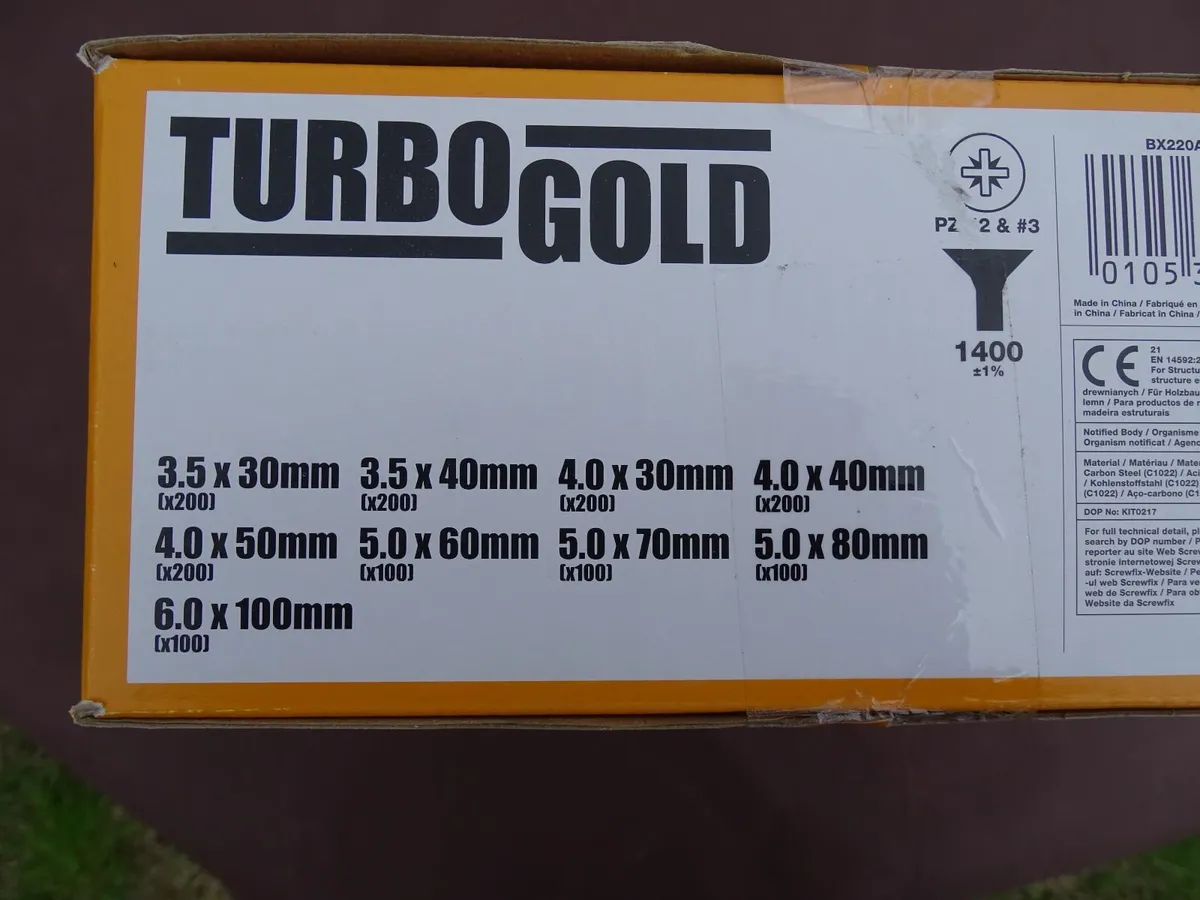 TURBO GOLD
PZ #2 & #3
1400
±1%
3.5 x 30mm 3.5 x 40mm 4.0 x 30mm 4.0 x 40mm
(x200) (x200) (x200) (x200)
4.0 x 50mm 5.0 x 60mm 5.0 x 70mm 5.0 x 80mm
(x200) (x100) (x100) (x100)
6.0 x 100mm
(x100)
BX220A
0105
Made in China / Fabriqué en
in China / Fabricat în China /
CE
21
EN 14592:2
For Structu
structure e
drewnianych / Für Holzbau
lemn / Para productos de
madeira estruturais
Notified Body / Organisme
Organism notificat / Agenc
Material / Matériau / Mate
Carbon Steel (C1022) / Aci
/ Kohlenstoffstahl (C1022)
(C1022) / Aço-carbono (C1
DOP No: KIT0217
For full technical detail, pl
search by DOP number / P
reporter au site Web Screw
stronie internetowej Screw
auf: Screwfix-Website / Pe
-ul web Screwfix / Para ve
web de Screwfix / Para ob
Website da Screwfix